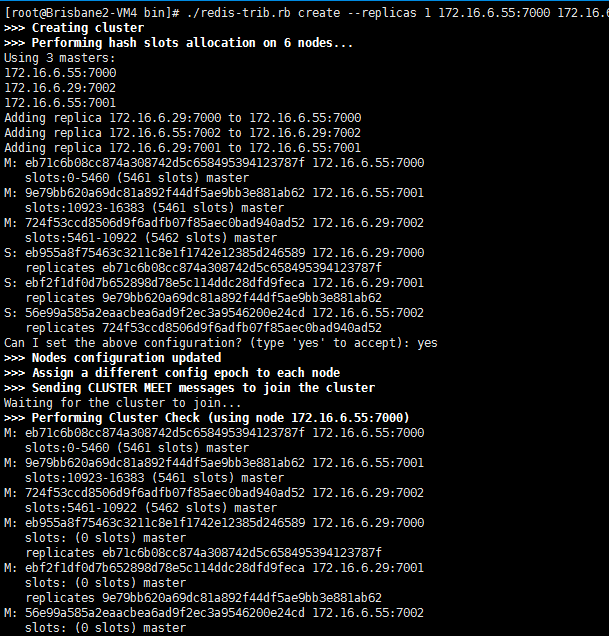 [root@Brisbane2-VM4 bin]# ./redis-trib.rb create --replicas 1 172.16.6.55:7000 172.16.6
>>> Creating cluster
>>> Performing hash slots allocation on 6 nodes...
Using 3 masters:
172.16.6.55:7000
172.16.6.29:7002
172.16.6.55:7001
Adding replica 172.16.6.29:7000 to 172.16.6.55:7000
Adding replica 172.16.6.55:7002 to 172.16.6.29:7002
Adding replica 172.16.6.29:7001 to 172.16.6.55:7001
M: eb71c6b08cc874a308742d5c658495394123787f 172.16.6.55:7000
   slots:0-5460 (5461 slots) master
M: 9e79bb620a69dc81a892f44df5ae9bb3e881ab62 172.16.6.55:7001
   slots:10923-16383 (5461 slots) master
M: 724f53ccd8506d9f6adfb07f85aec0bad940ad52 172.16.6.29:7002
   slots:5461-10922 (5462 slots) master
S: eb955a8f75463c3211c8e1f1742e12385d246589 172.16.6.29:7000
   replicates eb71c6b08cc874a308742d5c658495394123787f
S: ebf2f1df0d7b652898d78e5c114ddc28dfd9feca 172.16.6.29:7001
   replicates 9e79bb620a69dc81a892f44df5ae9bb3e881ab62
S: 56e99a585a2eaacbea6ad9f2ec3a9546200e24cd 172.16.6.55:7002
   replicates 724f53ccd8506d9f6adfb07f85aec0bad940ad52
Can I set the above configuration? (type 'yes' to accept): yes
>>> Nodes configuration updated
>>> Assign a different config epoch to each node
>>> Sending CLUSTER MEET messages to join the cluster
Waiting for the cluster to join...
>>> Performing Cluster Check (using node 172.16.6.55:7000)
M: eb71c6b08cc874a308742d5c658495394123787f 172.16.6.55:7000
   slots:0-5460 (5461 slots) master
M: 9e79bb620a69dc81a892f44df5ae9bb3e881ab62 172.16.6.55:7001
   slots:10923-16383 (5461 slots) master
M: 724f53ccd8506d9f6adfb07f85aec0bad940ad52 172.16.6.29:7002
   slots:5461-10922 (5462 slots) master
M: eb955a8f75463c3211c8e1f1742e12385d246589 172.16.6.29:7000
   slots: (0 slots) master
   replicates eb71c6b08cc874a308742d5c658495394123787f
M: ebf2f1df0d7b652898d78e5c114ddc28dfd9feca 172.16.6.29:7001
   slots: (0 slots) master
   replicates 9e79bb620a69dc81a892f44df5ae9bb3e881ab62
M: 56e99a585a2eaacbea6ad9f2ec3a9546200e24cd 172.16.6.55:7002
   slots: (0 slots) master